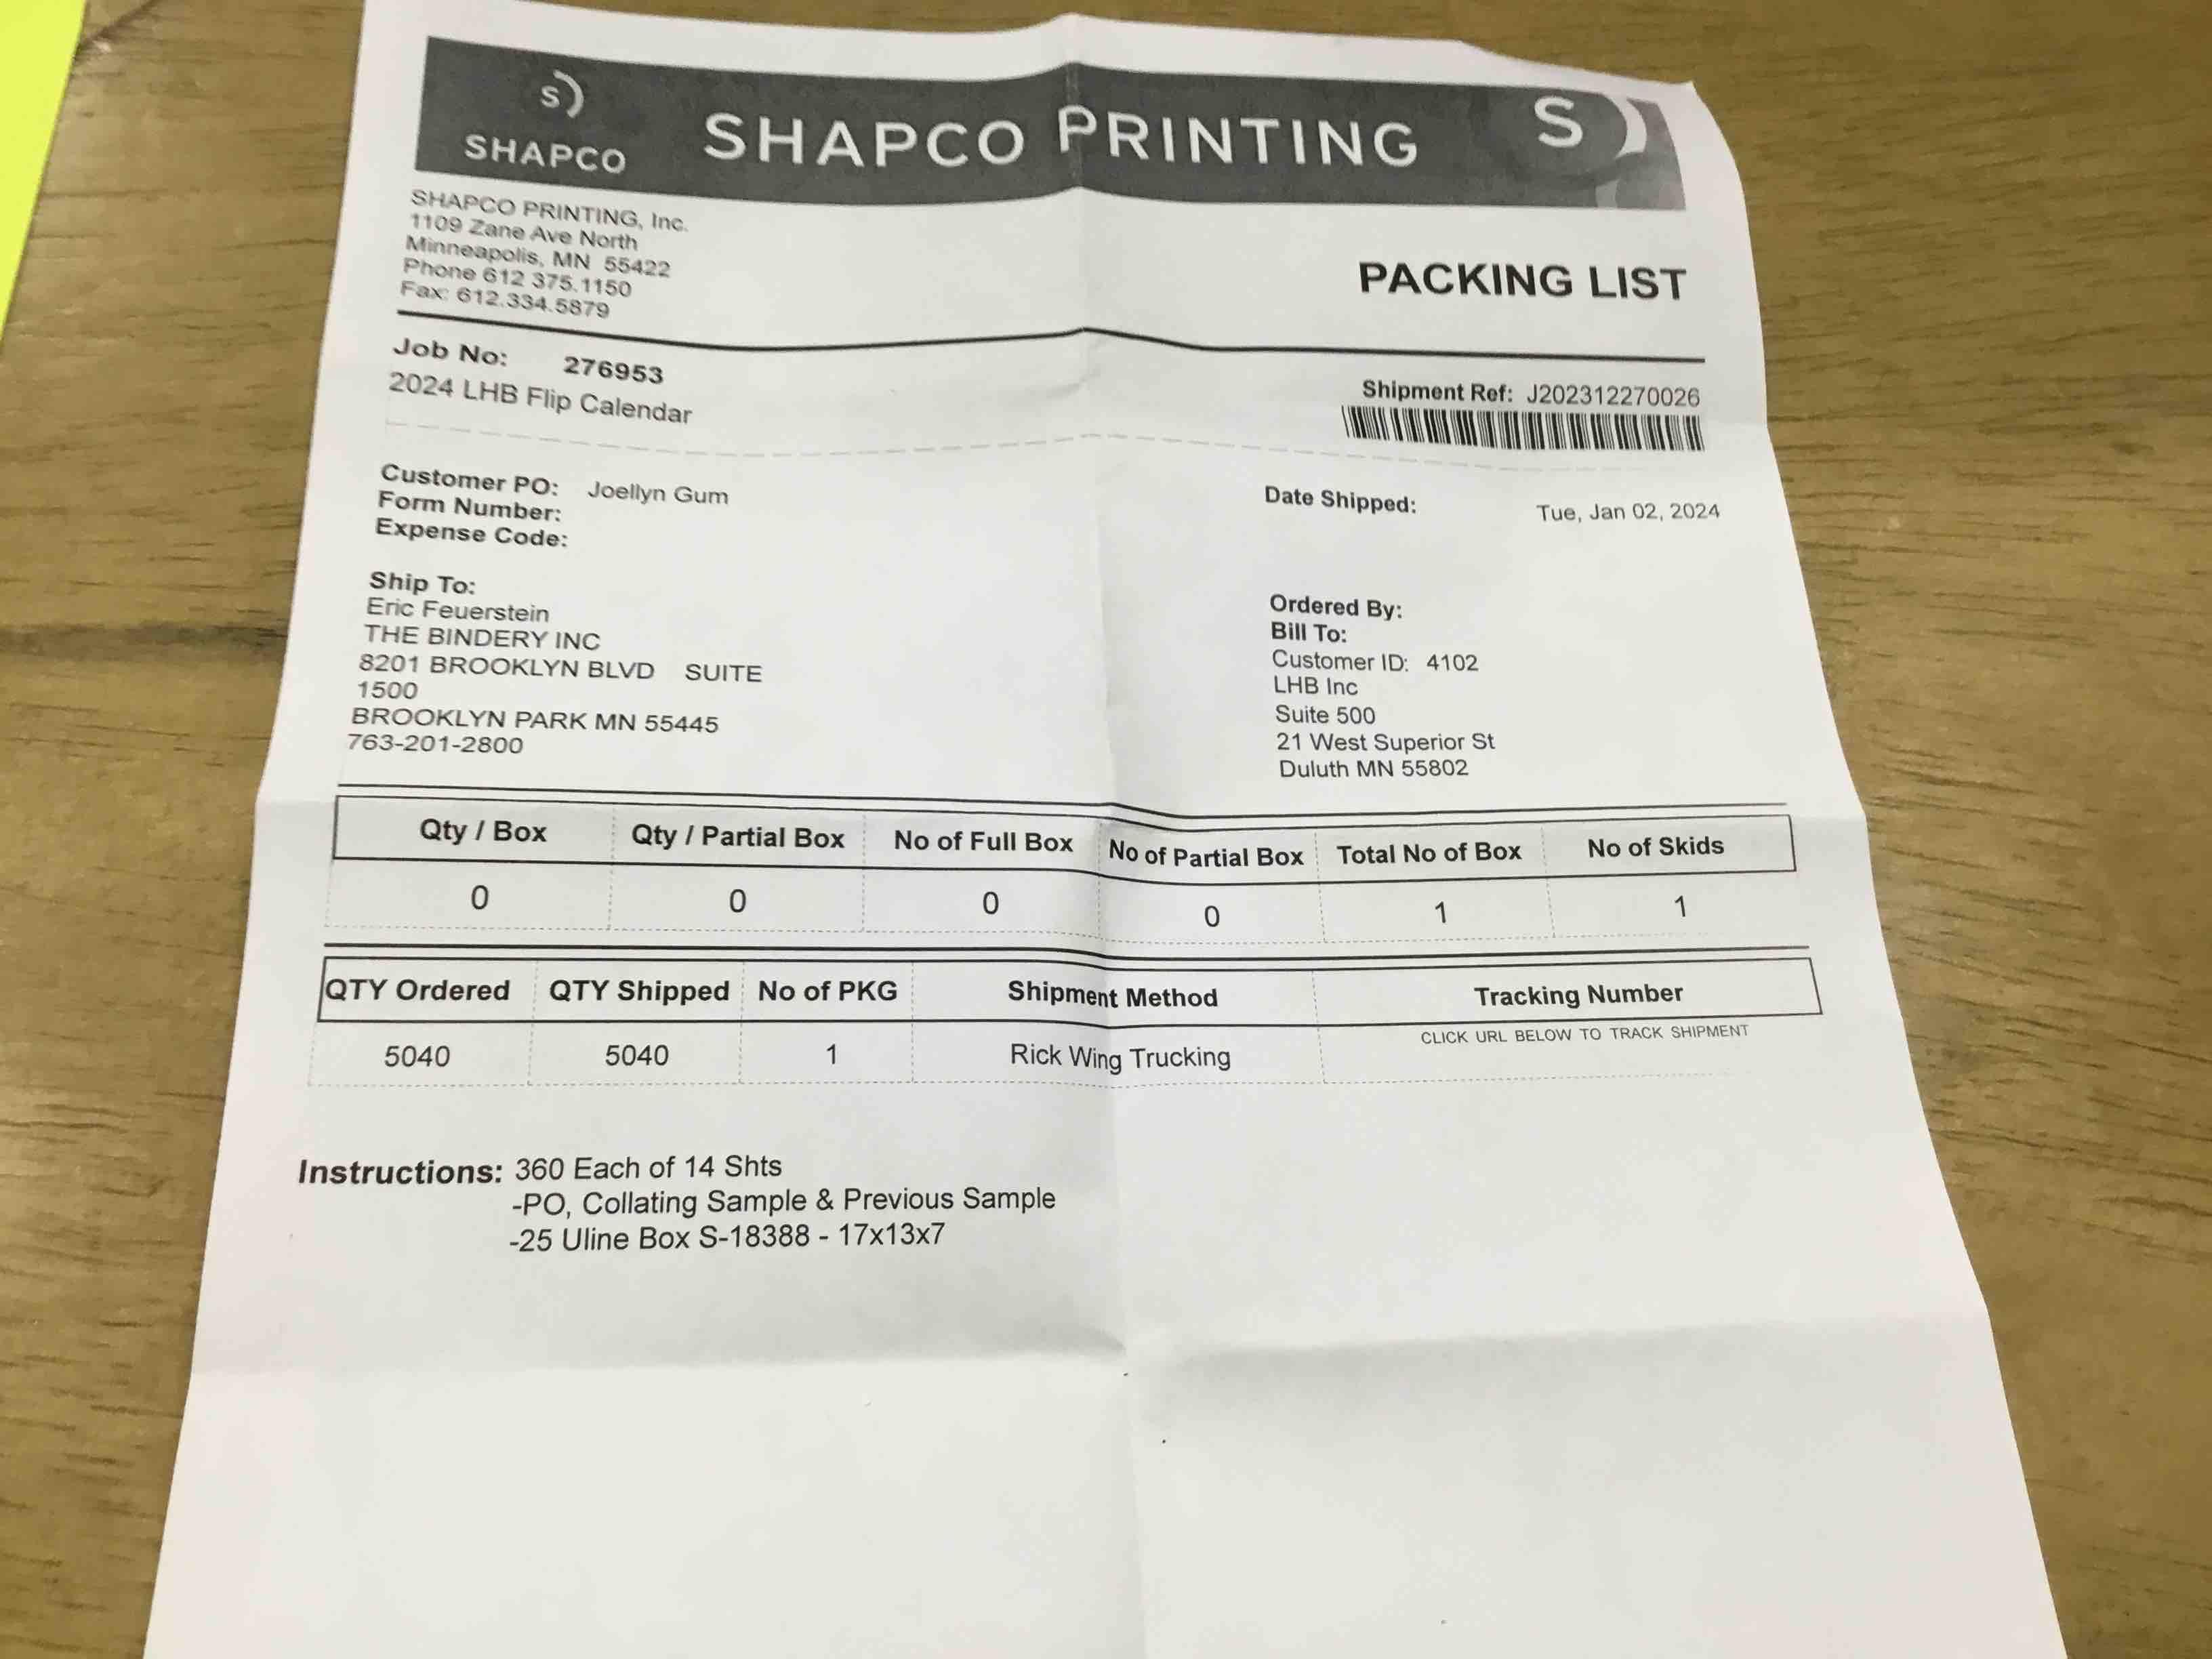 S)
SHAPCO
SHAPCO PRINTING
S)
SHAPCO PRINTING, Inc.
1109 Zane Ave North
Minneapolis, MN 55422
Phone 612 375.1150
Fax: 612.334.5879
PACKING LIST
Job No: 276953
2024 LHB Flip Calendar
Shipment Ref: J202312270026
Customer PO: Joellyn Gum
Form Number:
Expense Code:
Date Shipped: Tue, Jan 02, 2024
Ship To:
Eric Feuerstein
THE BINDERY INC
8201 BROOKLYN BLVD SUITE
1500
BROOKLYN PARK MN 55445
763-201-2800
Ordered By:
Bill To:
Customer ID: 4102
LHB Inc
Suite 500
21 West Superior St
Duluth MN 55802
Qty / Box Qty / Partial Box No of Full Box No of Partial Box Total No of Box No of Skids
0 0 0 0 1 1
QTY Ordered QTY Shipped No of PKG Shipment Method Tracking Number
CLICK URL BELOW TO TRACK SHIPMENT
5040 5040 1 Rick Wing Trucking
Instructions: 360 Each of 14 Shts
-PO, Collating Sample & Previous Sample
-25 Uline Box S-18388 - 17x13x7